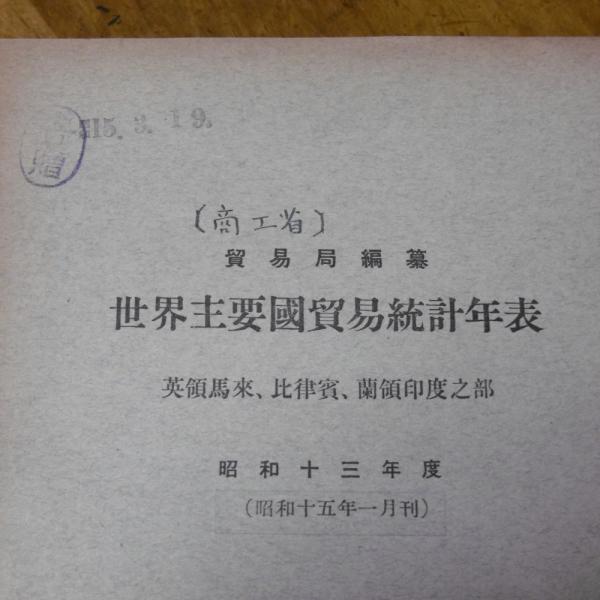 15. 3. 19.
贈
〔商工省〕
貿易局編纂
世界主要國貿易統計年表
英領馬來、比律賓、蘭領印度之部
昭和十三年度
(昭和十五年一月刊)